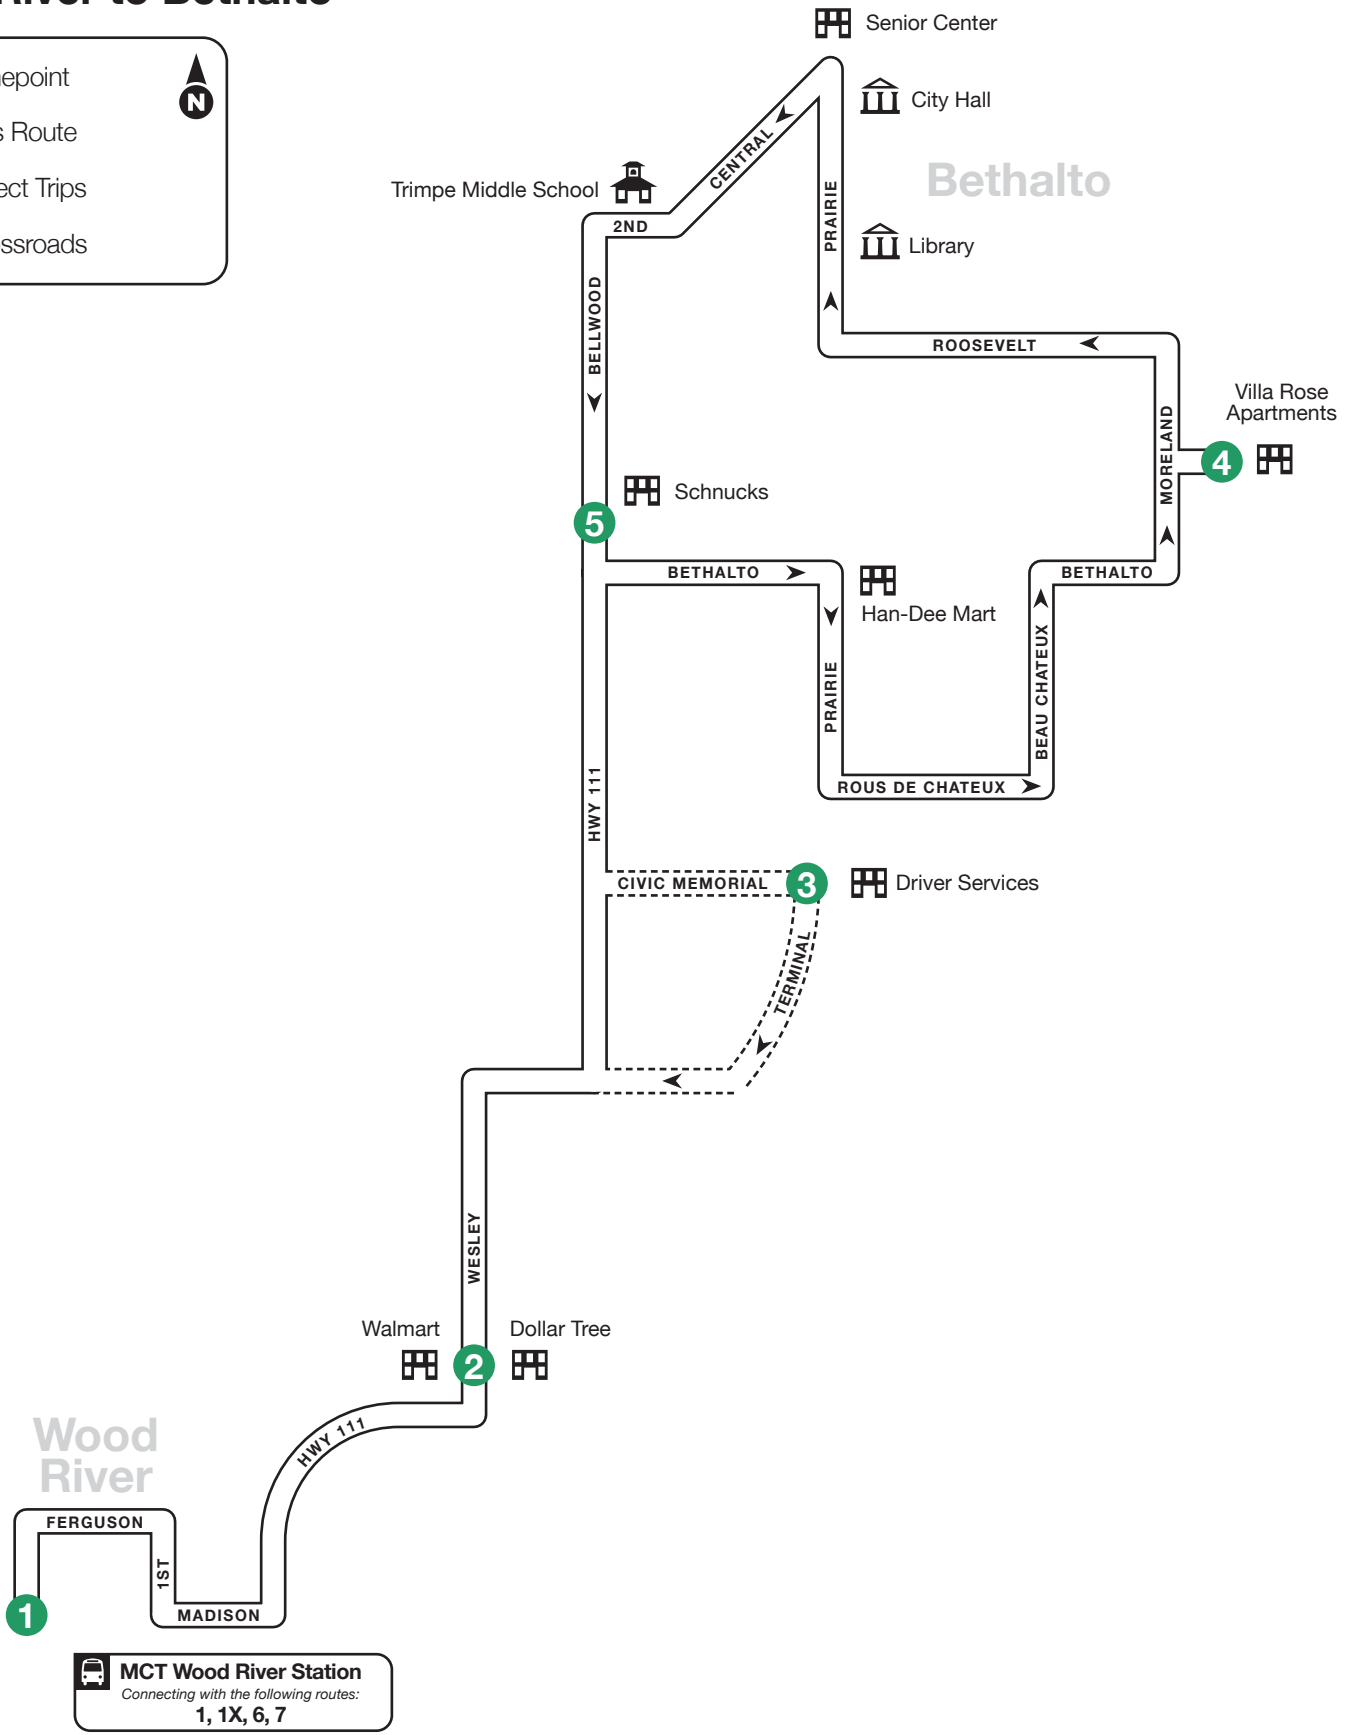 River to Bethalto
Senior Center
N
City Hall
Route
Trips
Trimpe Middle School
CENTRAL
PRAIRIE
Bethalto
2ND
Library
BELLWOOD
ROOSEVELT
Villa Rose
Apartments
MORELAND
4
Schnucks
5
BETHALTO
BETHALTO
Han-Dee Mart
PRAIRIE
BEAU CHATEUX
HWY 111
ROUS DE CHATEUX
CIVIC MEMORIAL
3
Driver Services
TERMINAL
WESLEY
Walmart
Dollar Tree
2
HWY 111
Wood
River
FERGUSON
1ST
1
MADISON
MCT Wood River Station
Connecting with the following routes:
1, 1X, 6, 7